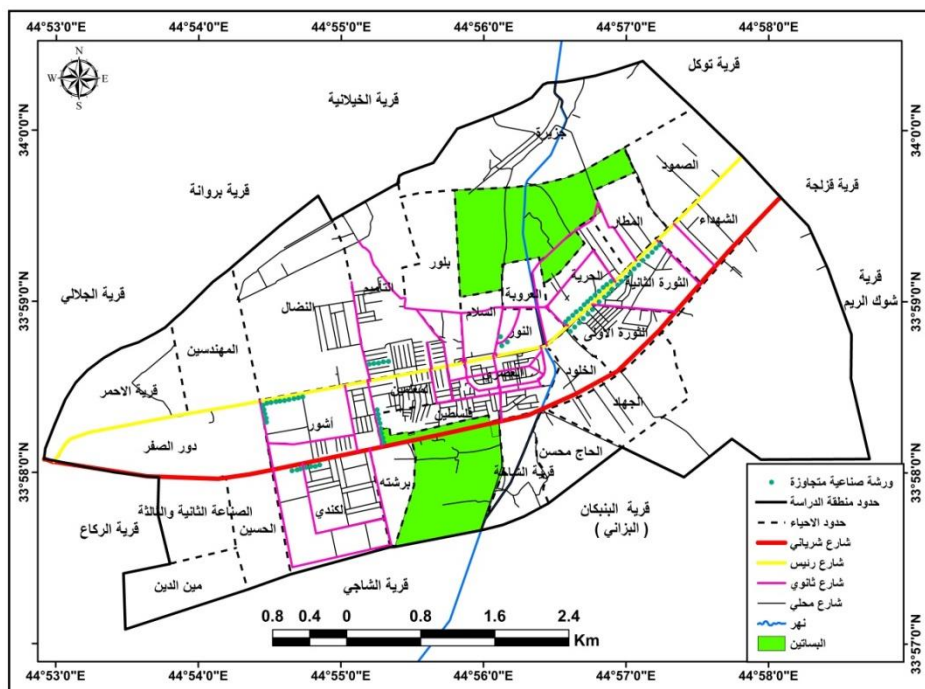 44°53'0"E 44°54'0"E 44°55'0"E 44°56'0"E 44°57'0"E 44°58'0"E
N
W E
S
قرية توكل
قرية الخيلانية
34°0'0"N
34°0'0"N
جزيرة
الصمود
قرية قزلجة
قرية بروانة
الشهداء
المطار
بلور
الحرية
الثورة الثانية
قرية
شوك الريم
التأميم
العروبة
33°59'0"N
33°59'0"N
قرية الجلالي
النضال
السلام
النور
الثورة الاولى
المهندسين
العصري
الخلود
قرية الاحمر
فلسطين
الجهاد
أشور
دور الصفر
الحاج محسن
33°58'0"N
33°58'0"N
برشته
قرية الشاخة
الصناعة الثانية والثالثة
الحسين
الكندي
قرية البنبكان
( البزاني )
قرية الركاع
مين الدين
قرية الشاجي
ورشة صناعية متجاوزة
حدود منطقة الدراسة
حدود الاحياء
شارع شرياني
شارع رئيس
شارع ثانوي
شارع محلي
نهر
البساتين
0.8 0.4 0 0.8 1.6 2.4
Km
33°57'0"N
33°57'0"N
44°53'0"E 44°54'0"E 44°55'0"E 44°56'0"E 44°57'0"E 44°58'0"E